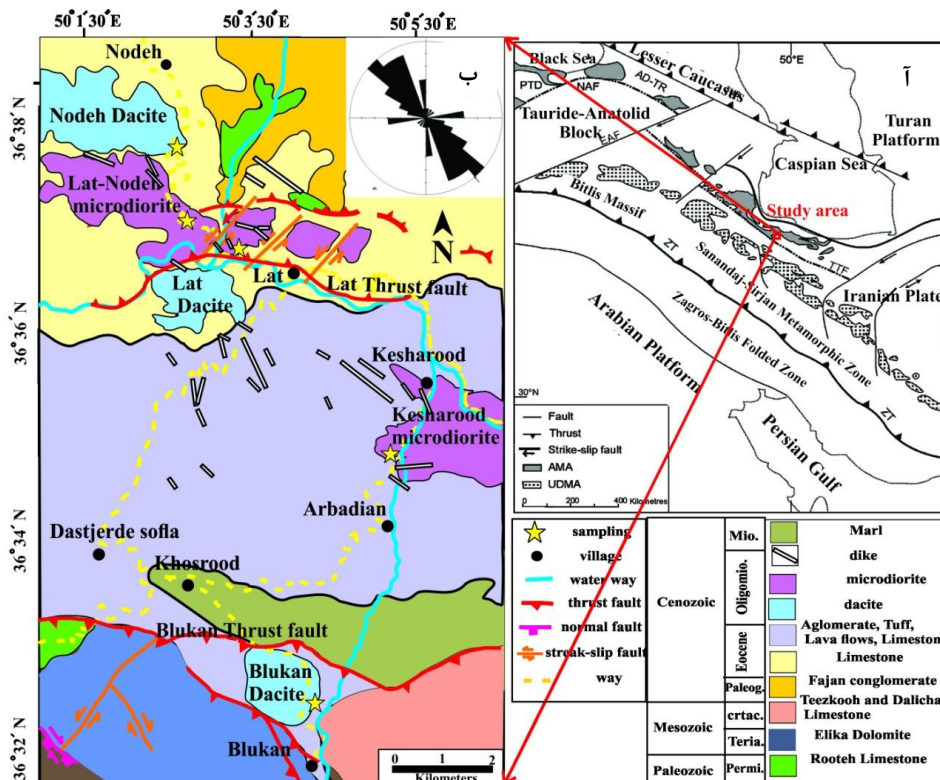 50°1′30″E
50°3′30″E
50°5′30″E
36°38′ N
36°36′ N
36°34′ N
36°32′ N
Nodeh
Nodeh Dacite
Lat-Nodeh
microdiorite
ب
N
Lat
Lat Thrust fault
Lat
Dacite
Kesharood
Kesharood
microdiorite
Arbadian
Dastjerde sofla
Khosrood
Blukan Thrust fault
Blukan
Dacite
Blukan
0 1 2
Kilometers
50°E
آ
Black Sea
Lesser Caucasus
PTD
NAF
AD-TR
Turan
Platform
Tauride-Anatolid
Block
EAF
Caspian Sea
Bitlis Massif
Study area
ZT
TTF
Sanandaj-Sirjan Metamorphic Zone
Iranian Plate
Arabian Platform
Zagros-Bitlis Folded Zone
ZT
30°N
Persian Gulf
Fault
Thrust
Strike-slip fault
AMA
UDMA
0 200 400 Kilometres
sampling
village
water way
thrust fault
normal fault
streak-slip fault
way
Cenozoic
Mesozoic
Paleozoic
Mio.
Oligomio.
Eocene
Paleog.
crtac.
Teria.
Permi.
Marl
dike
microdiorite
dacite
Aglomerate, Tuff,
Lava flows, Limeston
Limestone
Fajan conglomerate
Teezkooh and Dalicha
Limestone
Elika Dolomite
Rooteh Limestone